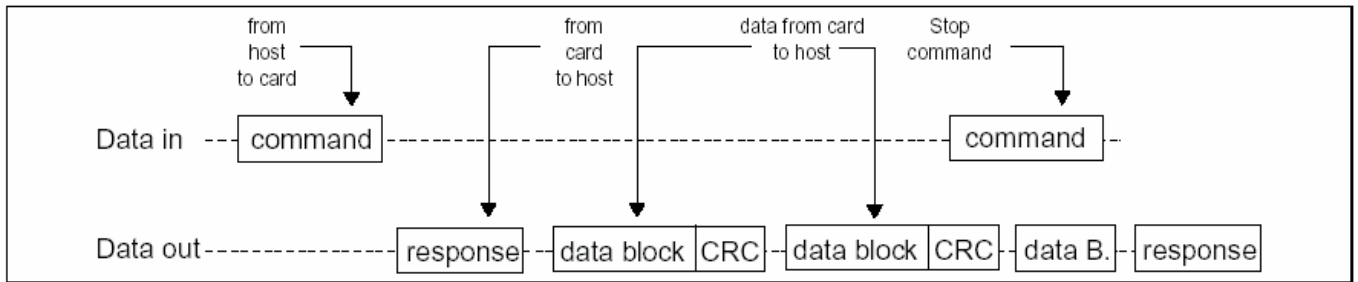 from
host
to card
from
card
to host
data from card
to host
Stop
command
Data in command command
Data out response data block CRC data block CRC data B. response